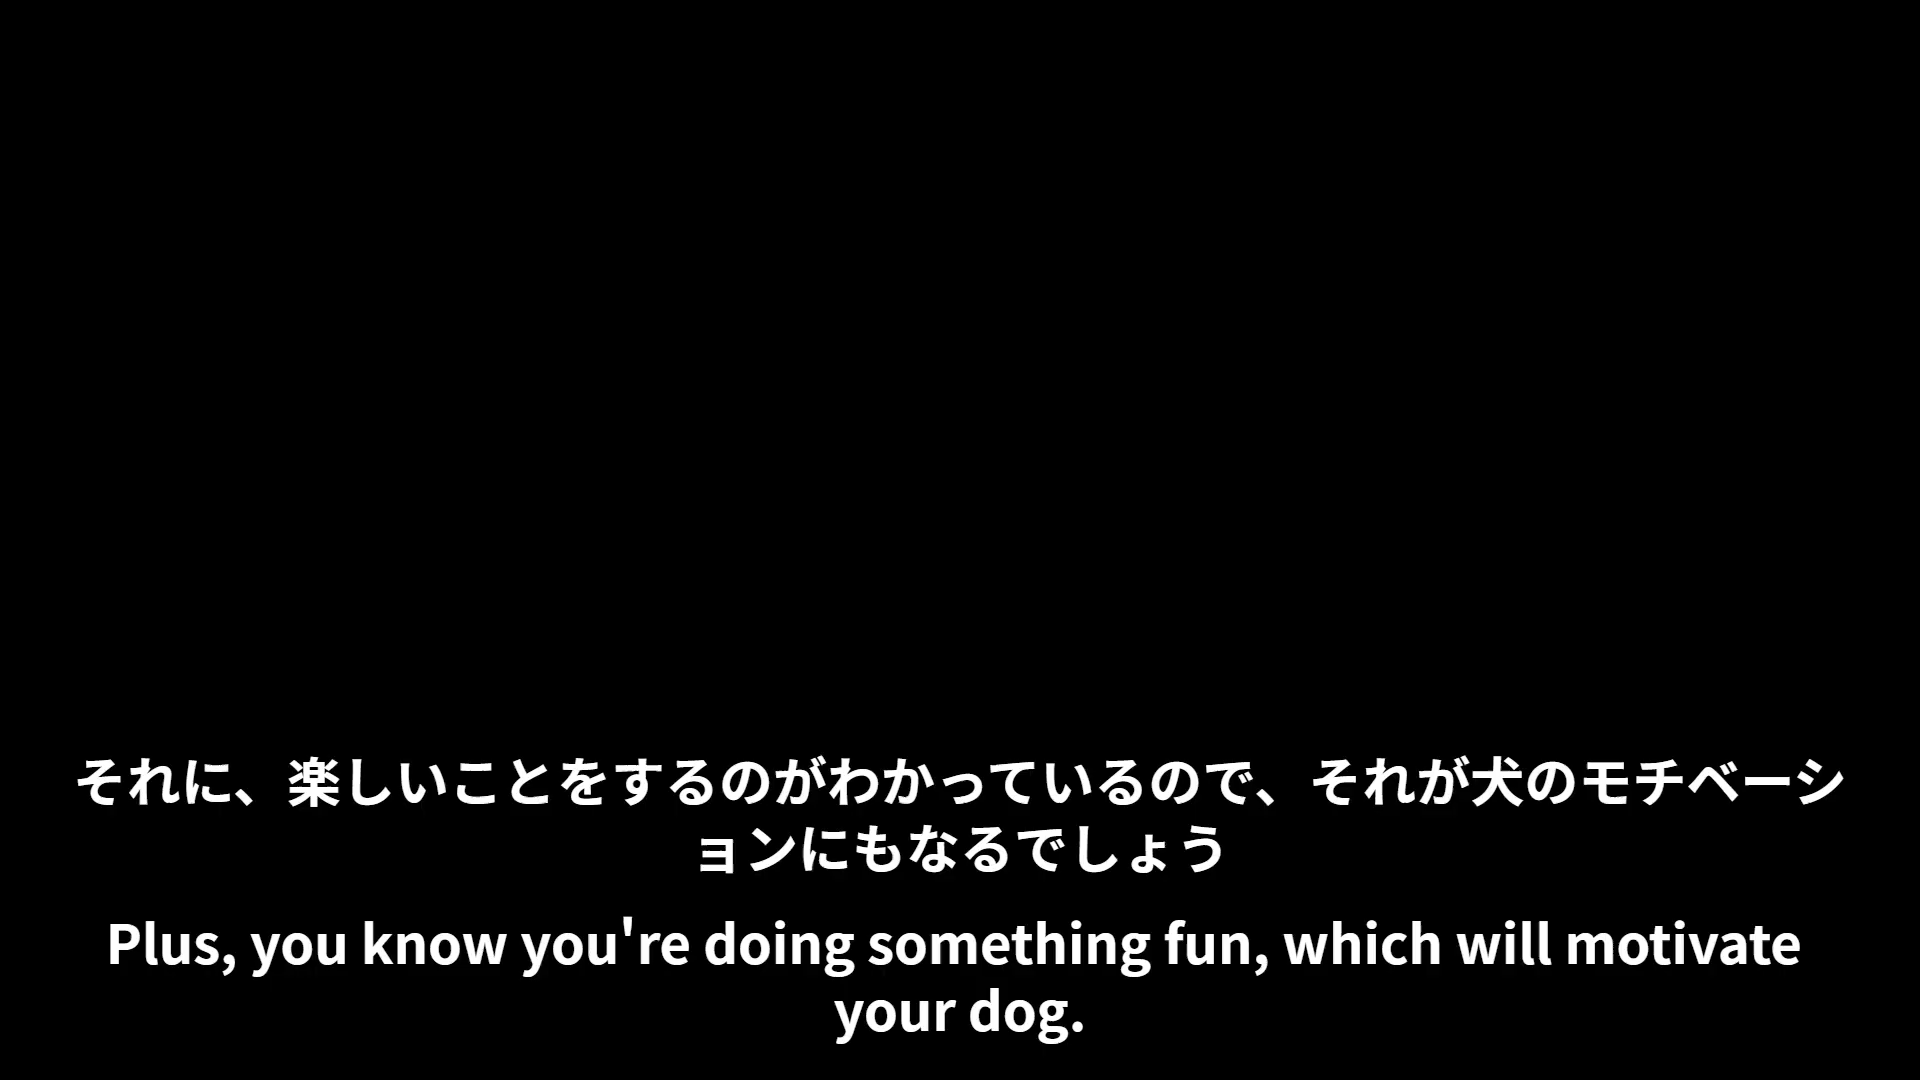 それに、楽しいことをするのがわかっているので、それが犬のモチベーシ
ョンにもなるでしょう
Plus, you know you're doing something fun, which will motivate
your dog.